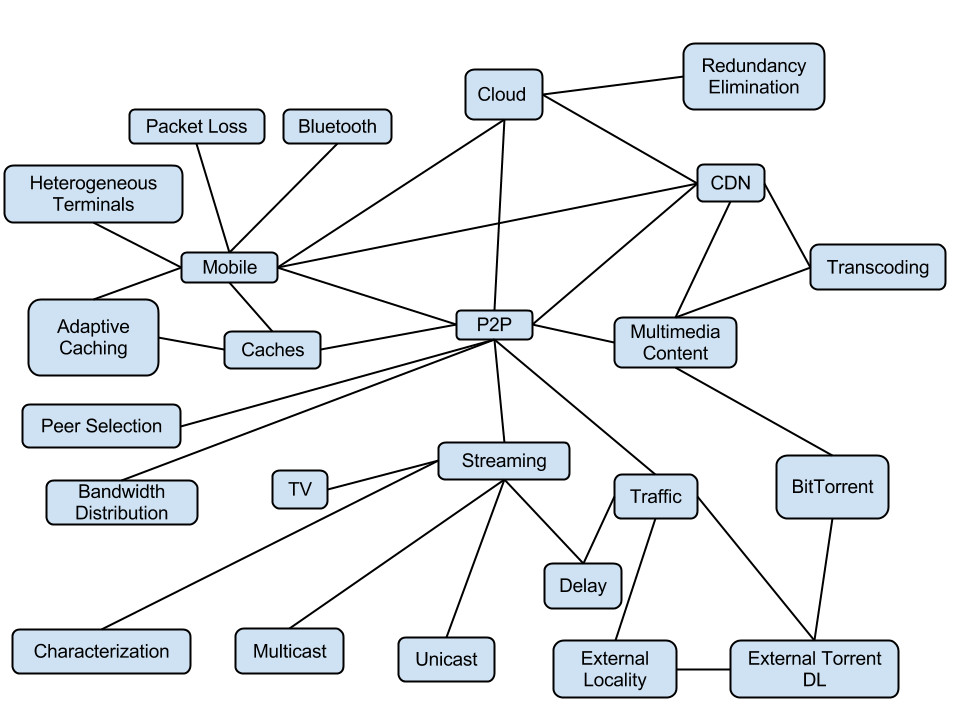 Redundancy
Elimination
Cloud
Packet Loss
Bluetooth
Heterogeneous
Terminals
CDN
Mobile
Transcoding
P2P
Adaptive
Caching
Caches
Multimedia
Content
Peer Selection
Streaming
TV
Bandwidth
Distribution
Traffic
BitTorrent
Delay
Characterization
Multicast
Unicast
External
Locality
External Torrent
DL